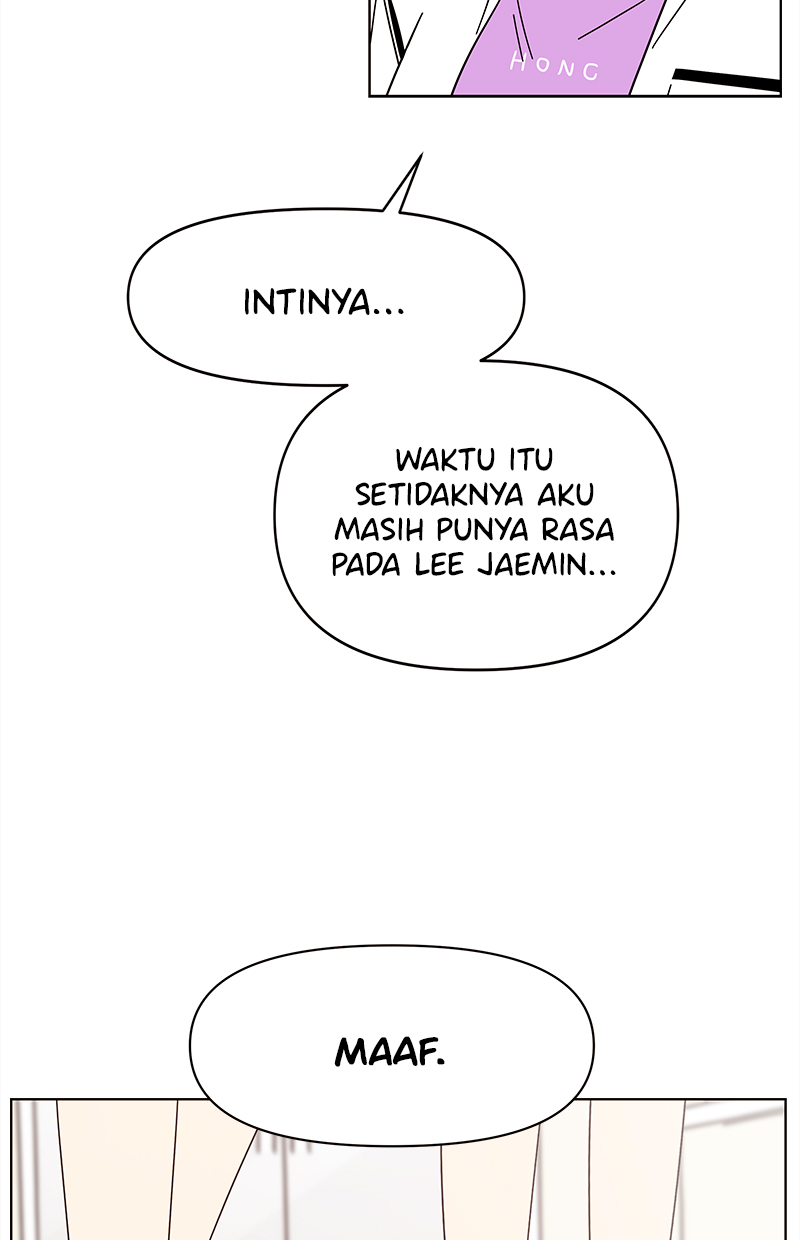 HONG
INTINYA...
WAKTU ITU
SETIDAKNYA AKU
MASIH PUNYA RASA
PADA LEE JAEMIN...
MAAF.